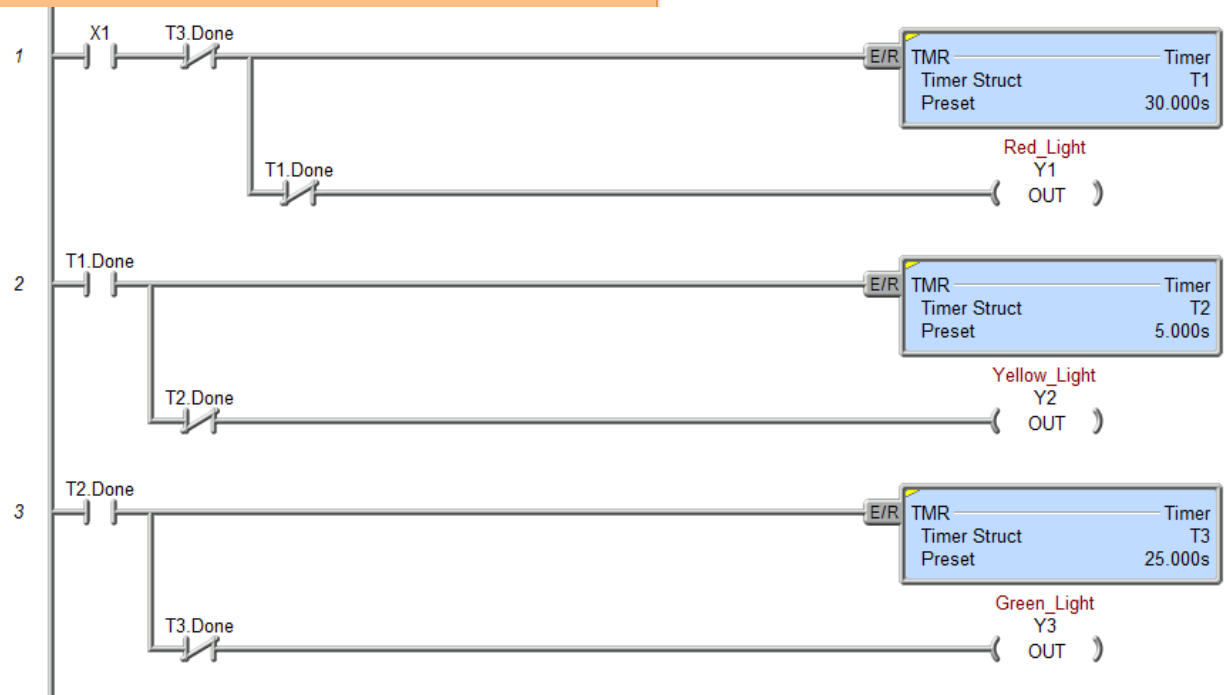 X1 T3.Done
1 E/R TMR Timer
Timer Struct T1
Preset 30.000s
Red_Light
T1.Done Y1
OUT
T1.Done
2 E/R TMR Timer
Timer Struct T2
Preset 5.000s
Yellow_Light
T2.Done Y2
OUT
T2.Done
3 E/R TMR Timer
Timer Struct T3
Preset 25.000s
Green_Light
T3.Done Y3
OUT